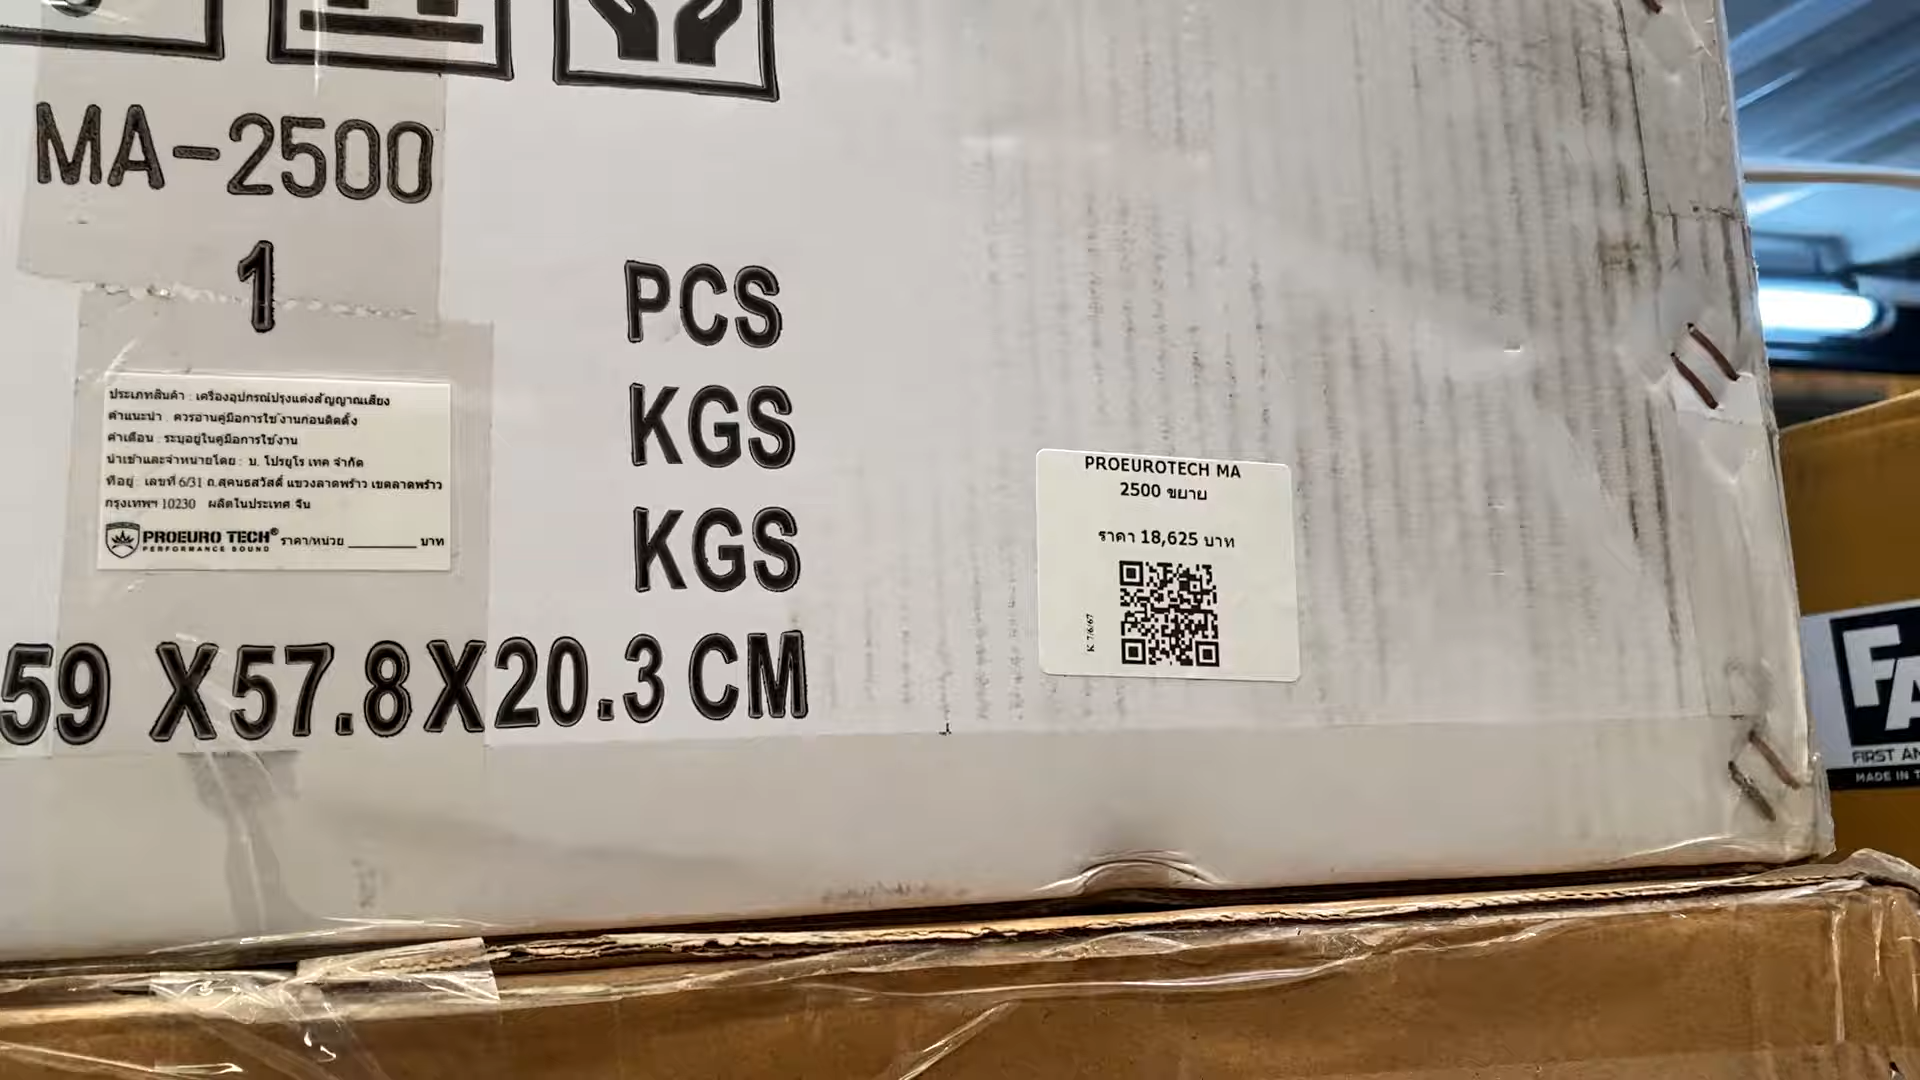 MA-2500
1 PCS
KGS
KGS
59 X 57.8 X 20.3 CM
ประเภทสินค้า : เครื่องอุปกรณ์ปรุงแต่งสัญญาณเสียง
คำแนะนำ : ควรอ่านคู่มือการใช้งานก่อนติดตั้ง
คำเตือน : ระบุอยู่ในคู่มือการใช้งาน
นำเข้าและจำหน่ายโดย : บ. โปรยูโร เทค จำกัด
ที่อยู่ : เลขที่ 6/31 ถ.สุคนธสวัสดิ์ แขวงลาดพร้าว เขตลาดพร้าว
กรุงเทพฯ 10230 ผลิตในประเทศ จีน
PROEURO TECH® ราคา/หน่วย ________ บาท
PERFORMANCE SOUND
PROEUROTECH MA
2500 ขยาย
ราคา 18,625 บาท
K 7/6/67
FA
FIRST AN
MADE IN T